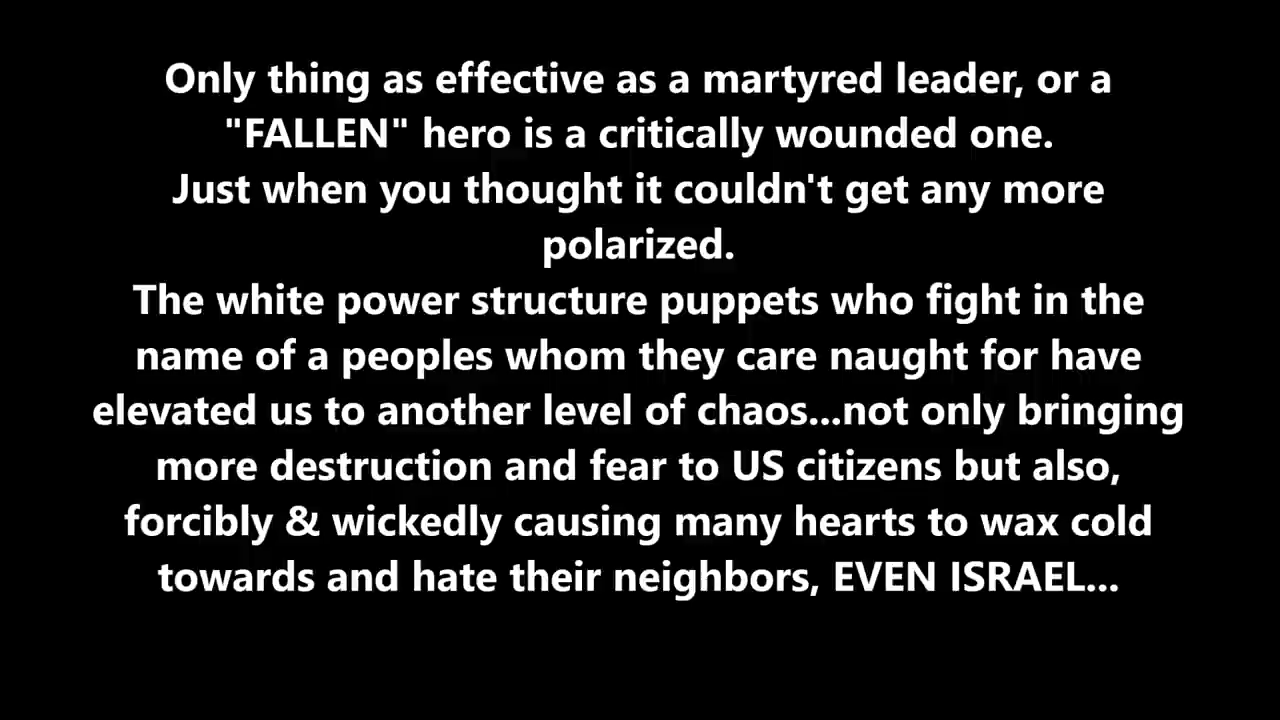 Only thing as effective as a martyred leader, or a
"FALLEN" hero is a critically wounded one.
Just when you thought it couldn't get any more
polarized.
The white power structure puppets who fight in the
name of a peoples whom they care naught for have
elevated us to another level of chaos...not only bringing
more destruction and fear to US citizens but also,
forcibly & wickedly causing many hearts to wax cold
towards and hate their neighbors, EVEN ISRAEL...